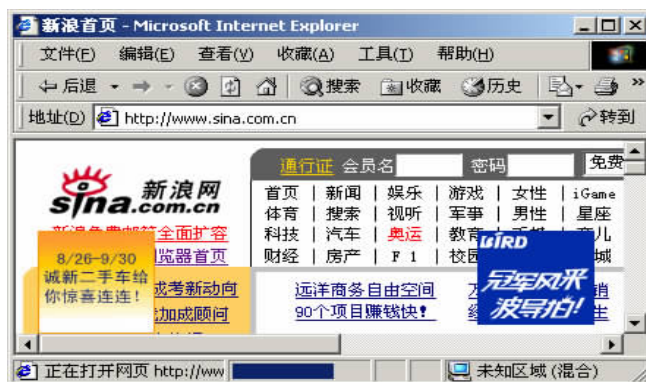 新浪首页 - Microsoft Internet Explorer
文件(F) 编辑(E) 查看(V) 收藏(A) 工具(T) 帮助(H)
后退 搜索 收藏 历史 »
地址(D) http://www.sina.com.cn 转到
通行证 会员名 密码 免费
sina 新浪网
.com.cn
首页 | 新闻 | 娱乐 | 游戏 | 女性 | iGame
体育 | 搜索 | 视听 | 军事 | 男性 | 星座
科技 | 汽车 | 奥运 | 教育
财经 | 房产 | F 1 | 校园 城
全面扩容
览器首页
8/26-9/30
诚新二手车给
你惊喜连连!
成考新动向
加成顾问
远洋商务自由空间
90个项目赚钱快!
BiRD
冠军风采
波导拍!
正在打开网页 http://www 未知区域(混合)